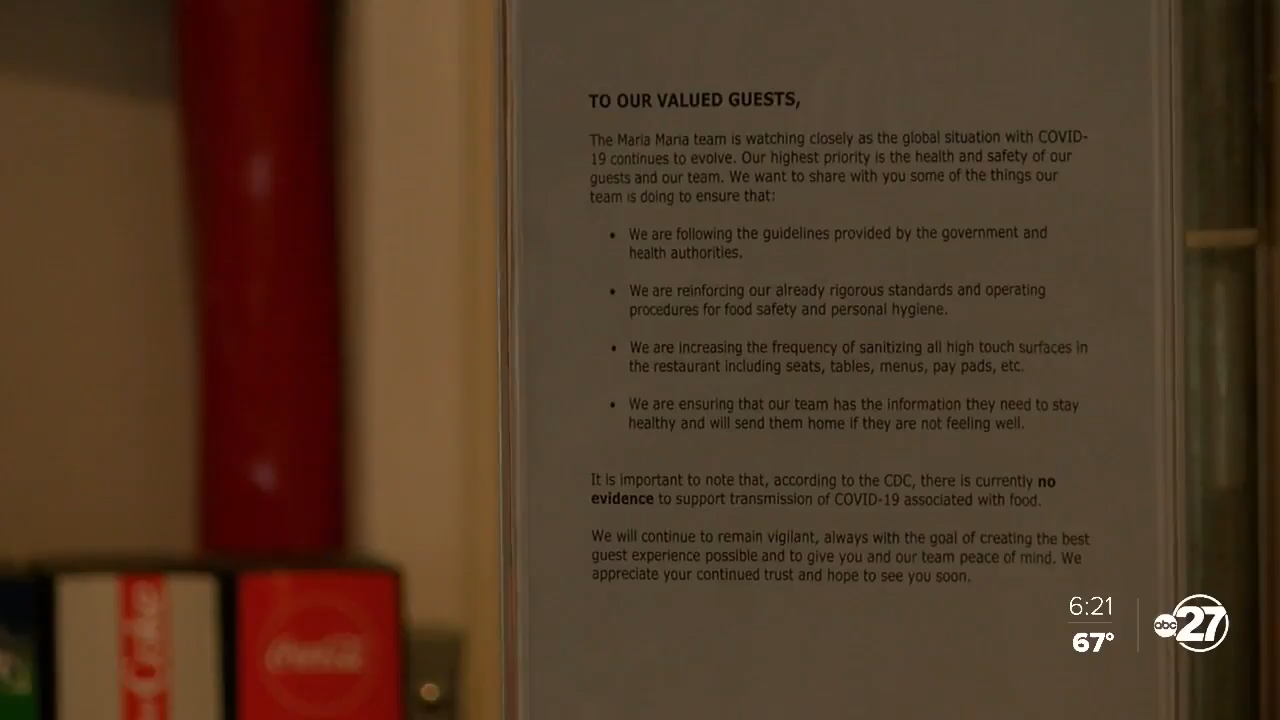 TO OUR VALUED GUESTS,
The Maria Maria team is watching closely as the global situation with COVID-
19 continues to evolve. Our highest priority is the health and safety of our
guests and our team. We want to share with you some of the things our
team is doing to ensure that:
• We are following the guidelines provided by the government and
health authorities.
• We are reinforcing our already rigorous standards and operating
procedures for food safety and personal hygiene.
• We are increasing the frequency of sanitizing all high touch surfaces in
the restaurant including seats, tables, menus, pay pads, etc.
• We are ensuring that our team has the information they need to stay
healthy and will send them home if they are not feeling well.
It is important to note that, according to the CDC, there is currently no
evidence to support transmission of COVID-19 associated with food.
We will continue to remain vigilant, always with the goal of creating the best
guest experience possible and to give you and our team peace of mind. We
appreciate your continued trust and hope to see you soon.
Coke
Coca-Cola
6:21
67°
abc 27